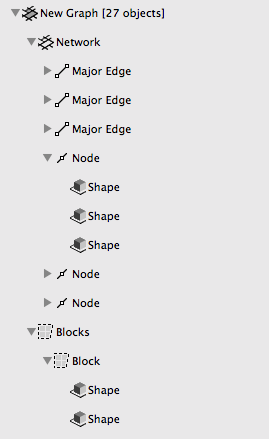 New Graph [27 objects]
Network
Major Edge
Major Edge
Major Edge
Node
Shape
Shape
Shape
Node
Node
Blocks
Block
Shape
Shape